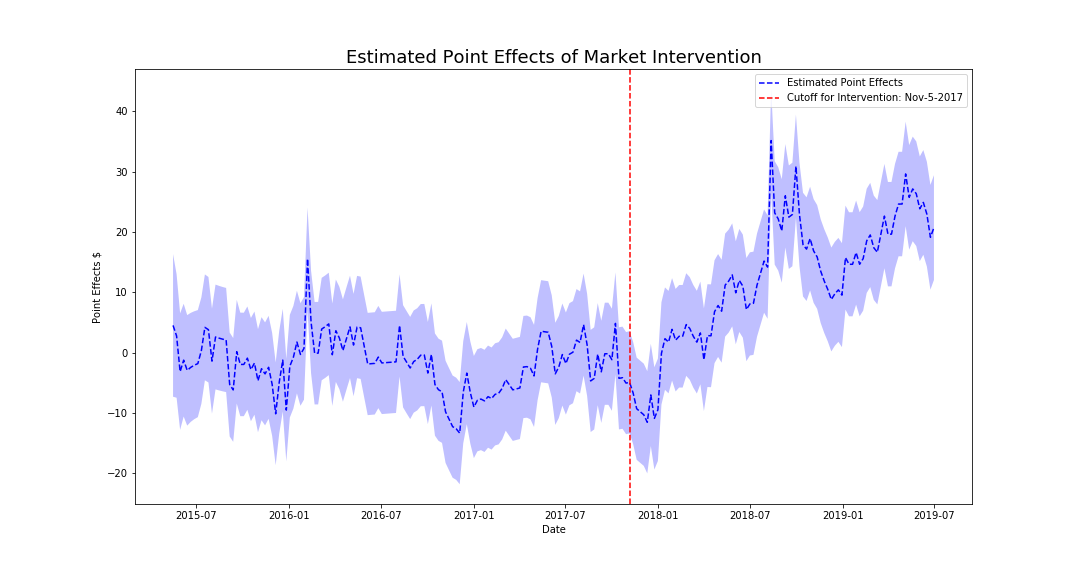 Estimated Point Effects of Market Intervention
Estimated Point Effects
Cutoff for Intervention: Nov-5-2017
Point Effects $
40
30
20
10
0
−10
−20
2015-07 2016-01 2016-07 2017-01 2017-07 2018-01 2018-07 2019-01 2019-07
Date